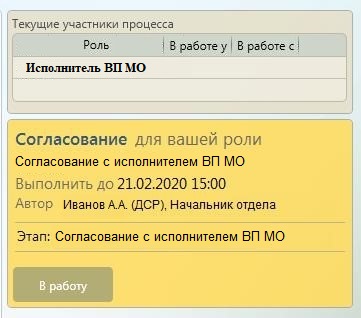 Текущие участники процесса
Роль В работе у В работе с
Исполнитель ВП МО
Согласование для вашей роли
Согласование с исполнителем ВП МО
Выполнить до 21.02.2020 15:00
Автор Иванов А.А. (ДСР), Начальник отдела
Этап: Согласование с исполнителем ВП МО
В работу